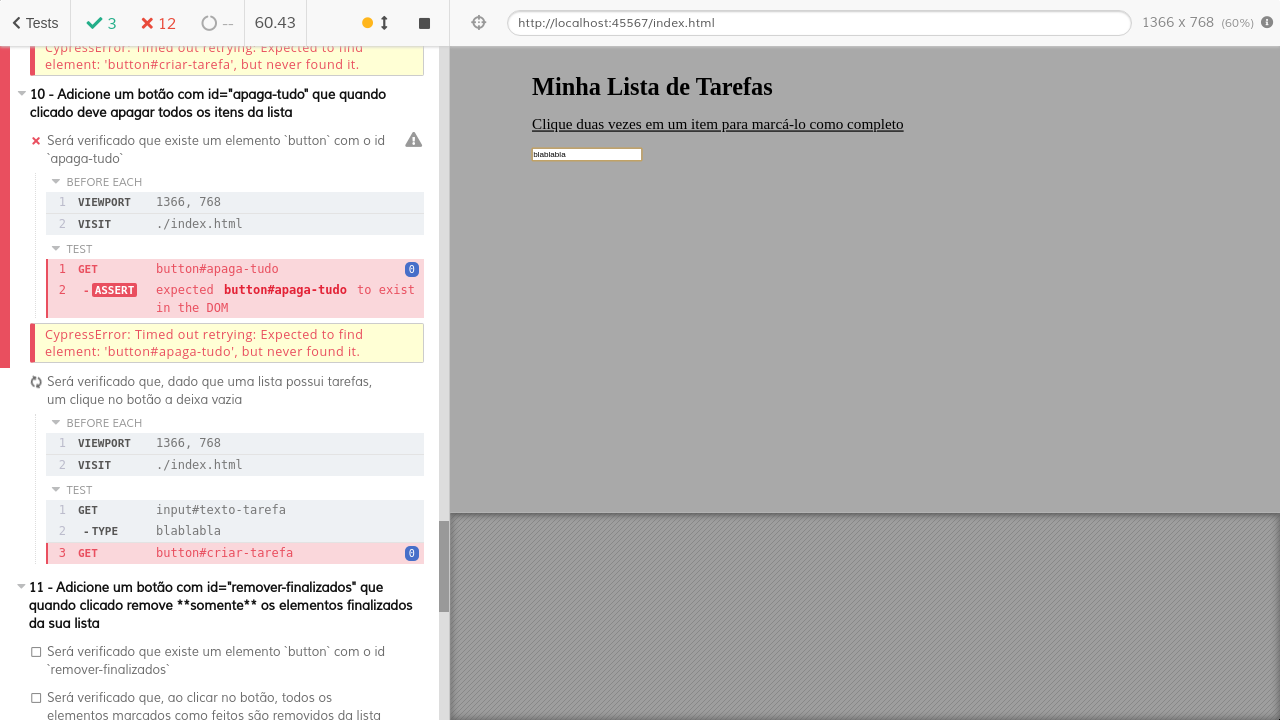 Tests
3
12
--
60.43
http://localhost:45567/index.html
1366 x 768 (60%)
CypressError: Timed out retrying: Expected to find
element: 'button#criar-tarefa', but never found it.
10 - Adicione um botão com id="apaga-tudo" que quando
clicado deve apagar todos os itens da lista
Será verificado que existe um elemento `button` com o id
`apaga-tudo`
BEFORE EACH
1 VIEWPORT 1366, 768
2 VISIT ./index.html
TEST
1 GET button#apaga-tudo 0
2 -ASSERT expected button#apaga-tudo to exist
in the DOM
CypressError: Timed out retrying: Expected to find
element: 'button#apaga-tudo', but never found it.
Será verificado que, dado que uma lista possui tarefas,
um clique no botão a deixa vazia
BEFORE EACH
1 VIEWPORT 1366, 768
2 VISIT ./index.html
TEST
1 GET input#texto-tarefa
2 -TYPE blablabla
3 GET button#criar-tarefa 0
11 - Adicione um botão com id="remover-finalizados" que
quando clicado remove **somente** os elementos finalizados
da sua lista
Será verificado que existe um elemento `button` com o id
`remover-finalizados`
Será verificado que, ao clicar no botão, todos os
elementos marcados como feitos são removidos da lista
Minha Lista de Tarefas
Clique duas vezes em um item para marcá-lo como completo
blablabla